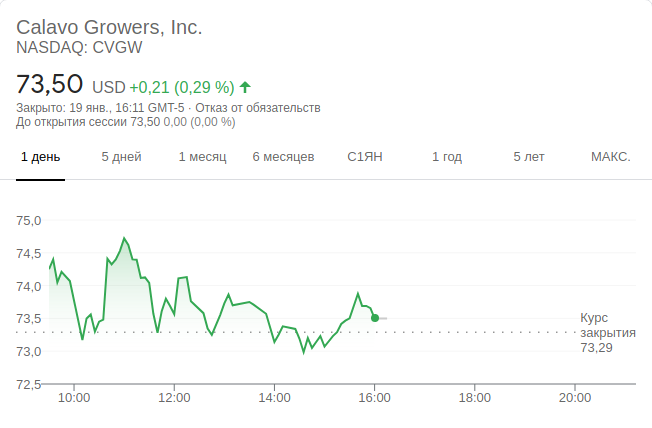 Calavo Growers, Inc.
NASDAQ: CVGW
73,50 USD +0,21 (0,29 %)
Закрыто: 19 янв., 16:11 GMT-5 · Отказ от обязательств
До открытия сессии 73,50 0,00 (0,00 %)
1 день 5 дней 1 месяц 6 месяцев С1ЯН 1 год 5 лет МАКС.
75,0
74,5
74,0
73,5
73,0
72,5
Курс
закрытия
73,29
10:00 12:00 14:00 16:00 18:00 20:00